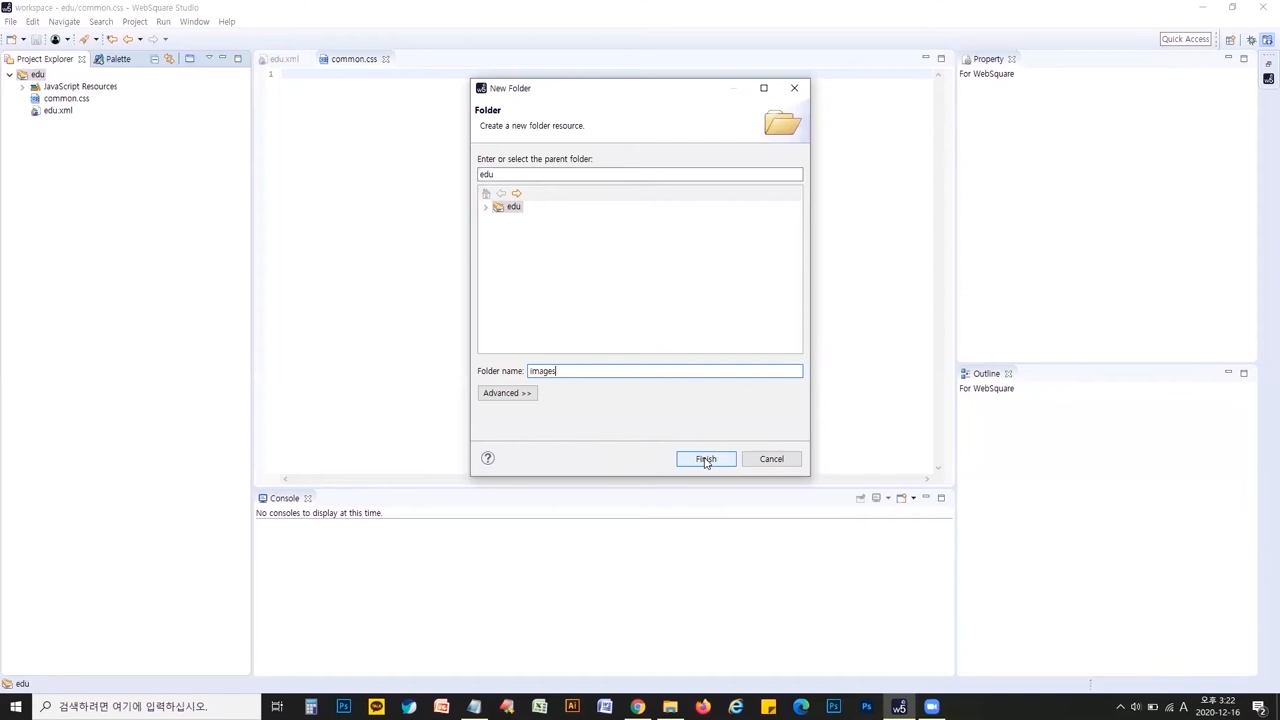 workspace - edu/common.css - WebSquare Studio
File Edit Navigate Search Project Run Window Help
Quick Access
Project Explorer
Palette
edu
JavaScript Resources
common.css
edu.xml
edu.xml
common.css
1
New Folder
Folder
Create a new folder resource.
Enter or select the parent folder:
edu
edu
Folder name: images
Advanced >>
Finish
Cancel
Property
For WebSquare
Outline
For WebSquare
Console
No consoles to display at this time.
edu
검색하려면 여기에 입력하십시오.
A
오후 3:22
2020-12-16